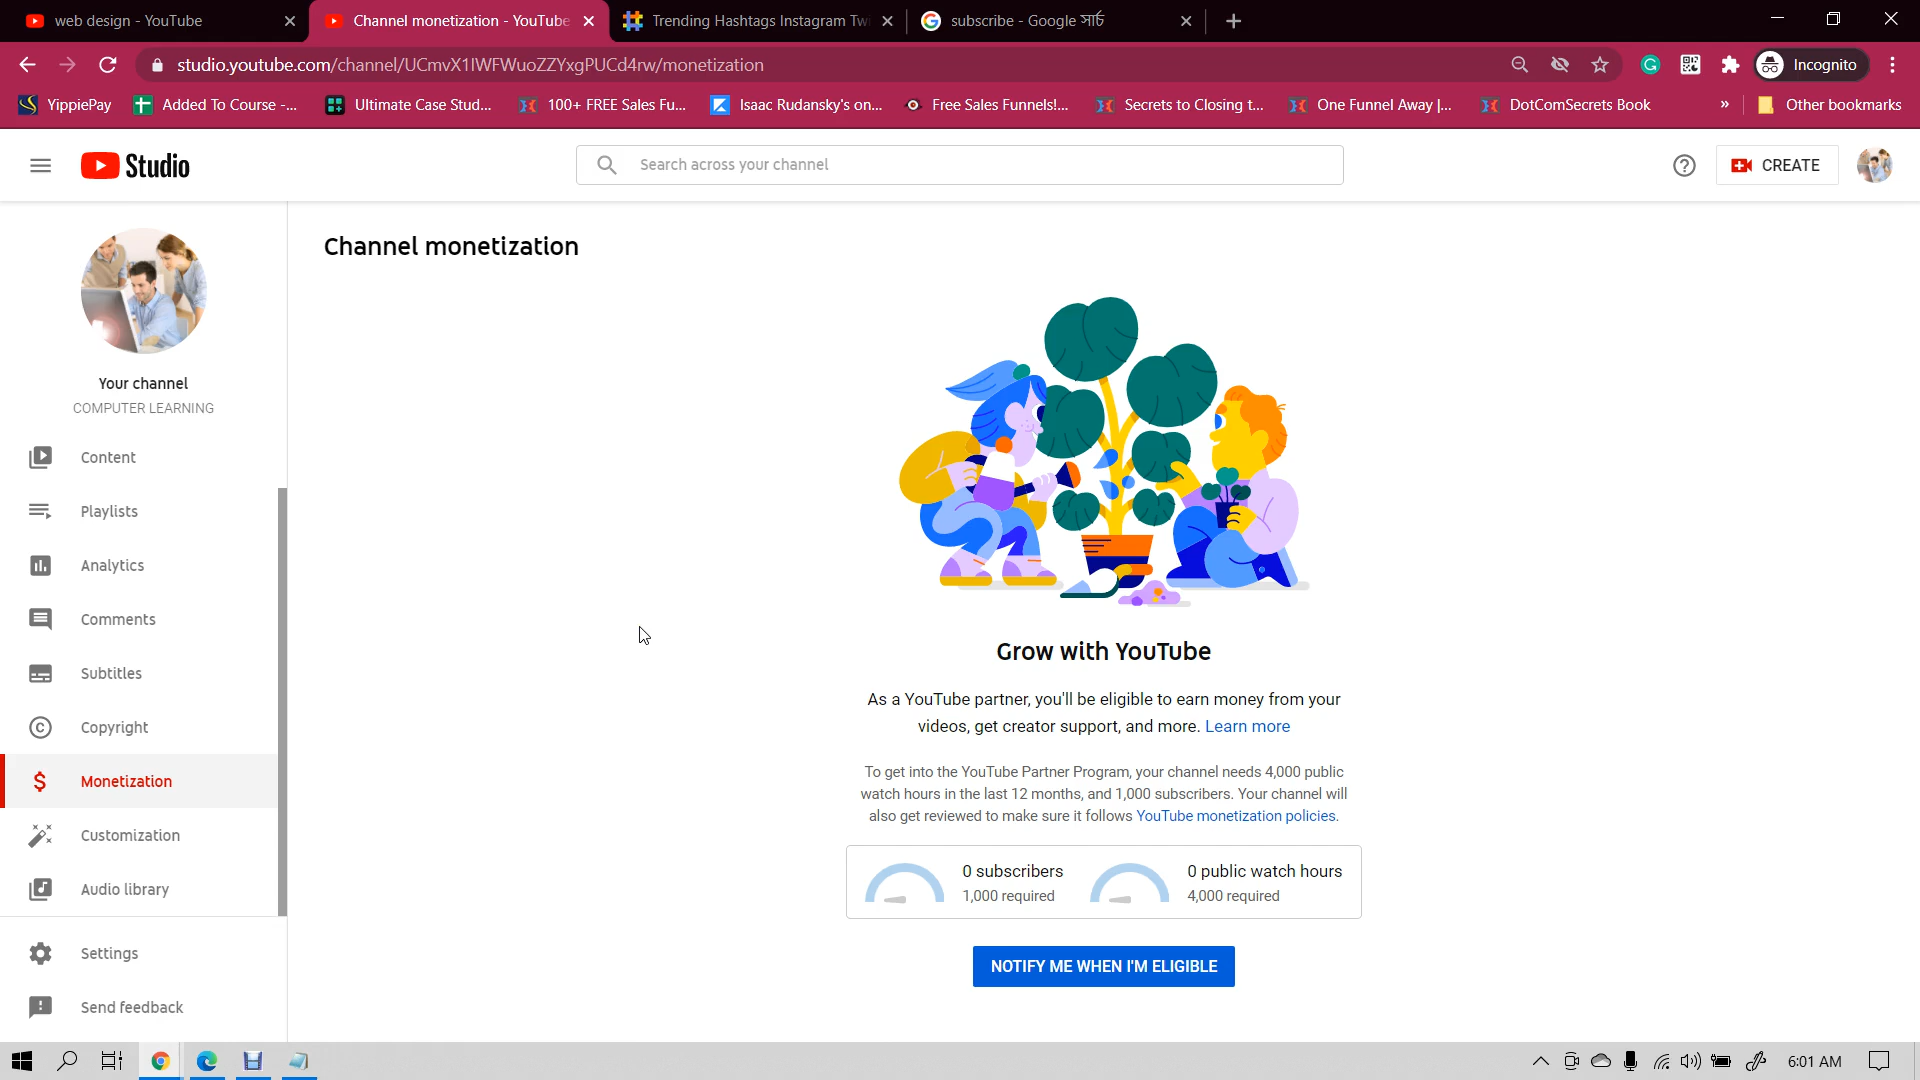 web design - YouTube
Channel monetization - YouTube
Trending Hashtags Instagram Twi
subscribe - Google সার্চ
studio.youtube.com/channel/UCmvX1IWFWuoZZYxgPUCd4rw/monetization
Incognito
YippiePay
Added To Course -...
Ultimate Case Stud...
100+ FREE Sales Fu...
Isaac Rudansky's on...
Free Sales Funnels!...
Secrets to Closing t...
One Funnel Away |...
DotComSecrets Book
»
Other bookmarks
Studio
Search across your channel
CREATE
Your channel
COMPUTER LEARNING
Content
Playlists
Analytics
Comments
Subtitles
Copyright
Monetization
Customization
Audio library
Settings
Send feedback
Channel monetization
Grow with YouTube
As a YouTube partner, you'll be eligible to earn money from your
videos, get creator support, and more. Learn more
To get into the YouTube Partner Program, your channel needs 4,000 public
watch hours in the last 12 months, and 1,000 subscribers. Your channel will
also get reviewed to make sure it follows YouTube monetization policies.
0 subscribers
1,000 required
0 public watch hours
4,000 required
NOTIFY ME WHEN I'M ELIGIBLE
6:01 AM